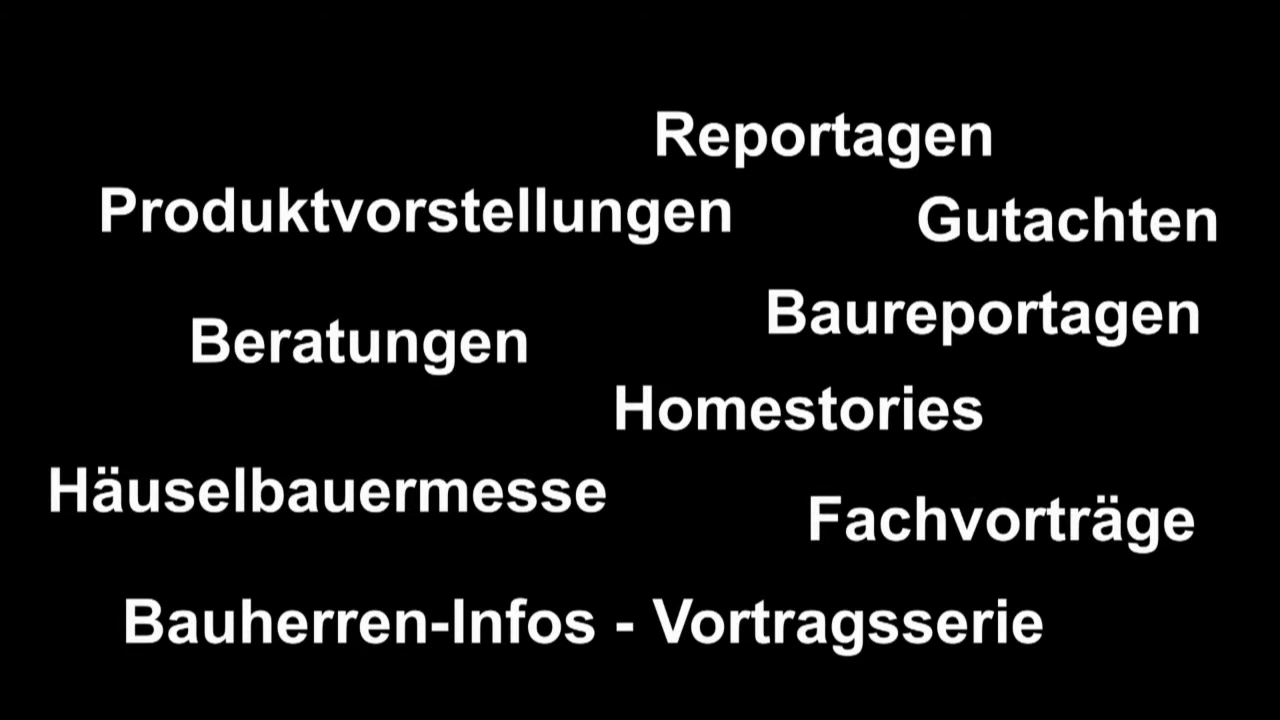 Reportagen
Produktvorstellungen
Gutachten
Baureportagen
Beratungen
Homestories
Häuselbauermesse
Fachvorträge
Bauherren-Infos - Vortragsserie